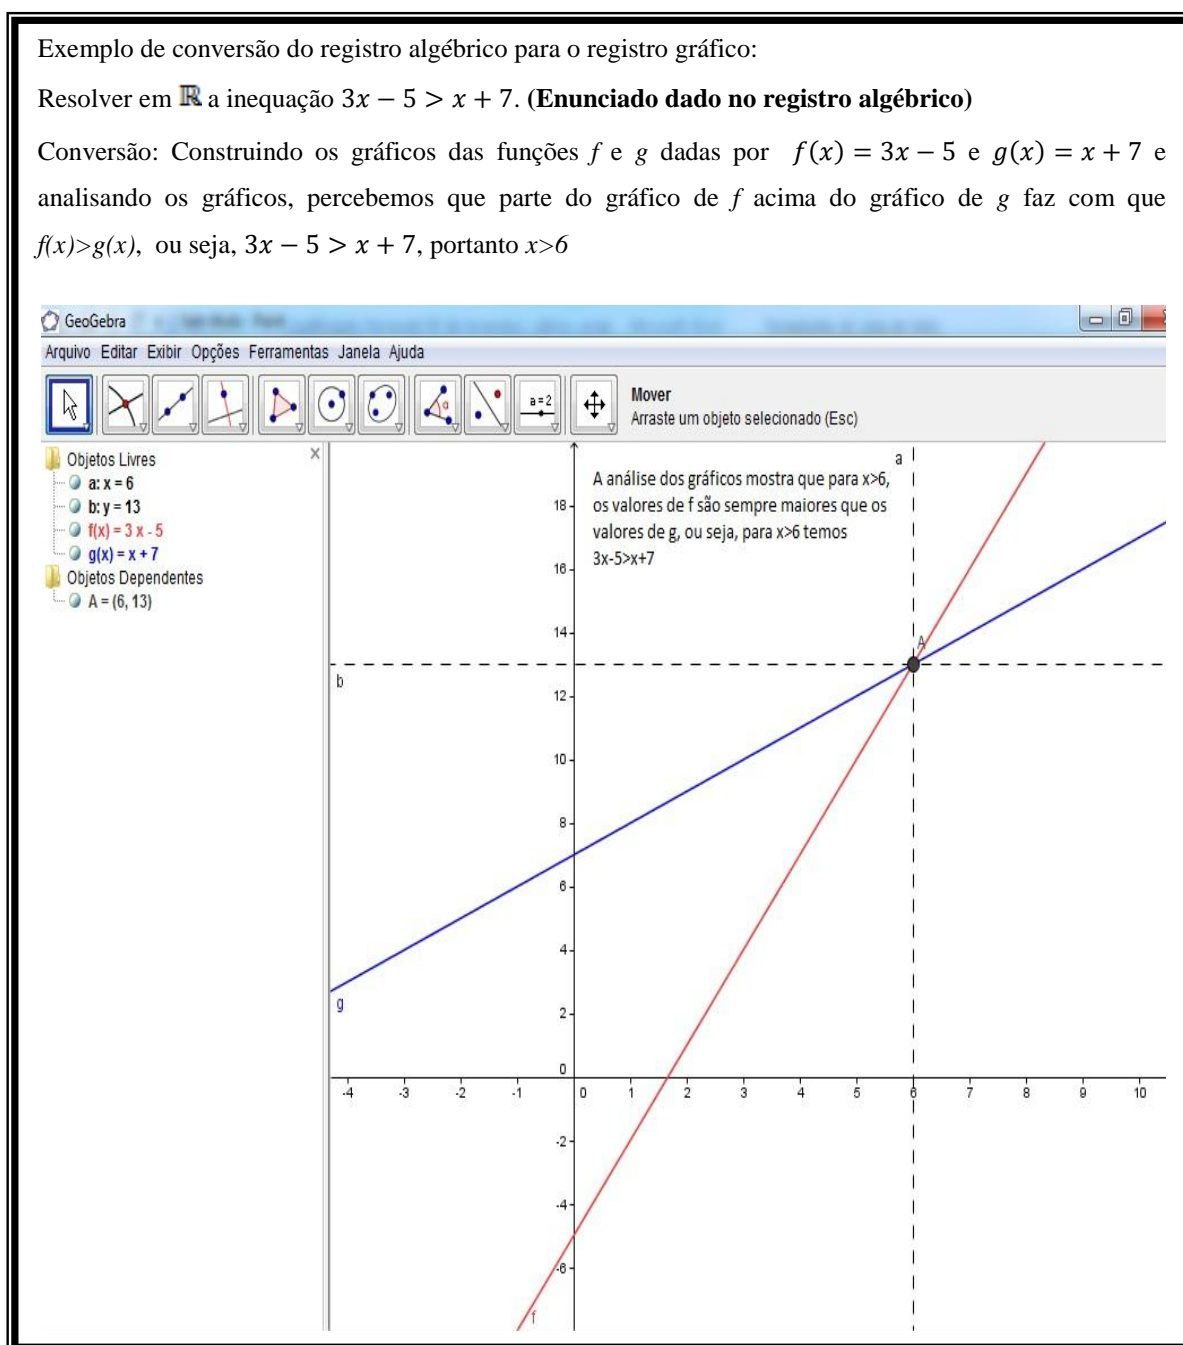 Exemplo de conversão do registro algébrico para o registro gráfico:
Resolver em ℝ a inequação 3𝑥 − 5 > 𝑥 + 7. (Enunciado dado no registro algébrico)
Conversão: Construindo os gráficos das funções f e g dadas por 𝑓(𝑥) = 3𝑥 − 5 e 𝑔(𝑥) = 𝑥 + 7 e
analisando os gráficos, percebemos que parte do gráfico de f acima do gráfico de g faz com que
f(x)>g(x), ou seja, 3𝑥 − 5 > 𝑥 + 7, portanto x>6
GeoGebra
Arquivo Editar Exibir Opções Ferramentas Janela Ajuda
α
a=2
Mover
Arraste um objeto selecionado (Esc)
Objetos Livres
a: x = 6
b: y = 13
f(x) = 3 x - 5
g(x) = x + 7
Objetos Dependentes
A = (6, 13)
a
A análise dos gráficos mostra que para x>6,
os valores de f são sempre maiores que os
valores de g, ou seja, para x>6 temos
3x-5>x+7
18
16
14
A
b
12
10
8
6
4
g
2
0
-4 -3 -2 -1 0 1 2 3 4 5 6 7 8 9 10
-2
-4
-6
f